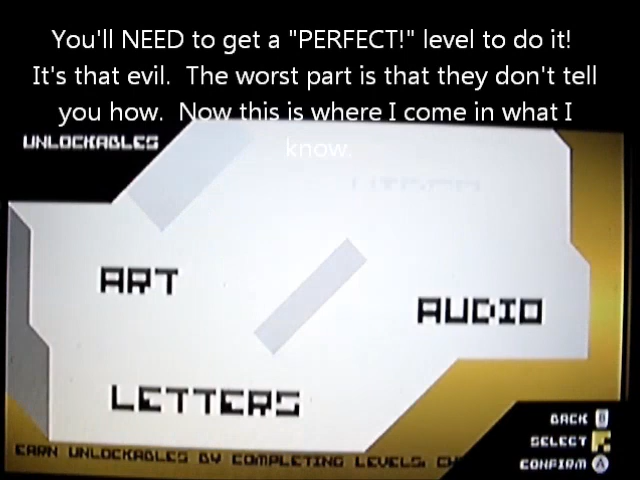 You'll NEED to get a "PERFECT!" level to do it!
It's that evil.  The worst part is that they don't tell
you how.  Now this is where I come in what I
know.
UNLOCKABLES
ART
AUDIO
LETTERS
BACK B
SELECT
EARN UNLOCKABLES BY COMPLETING LEVELS, CH
CONFIRM A